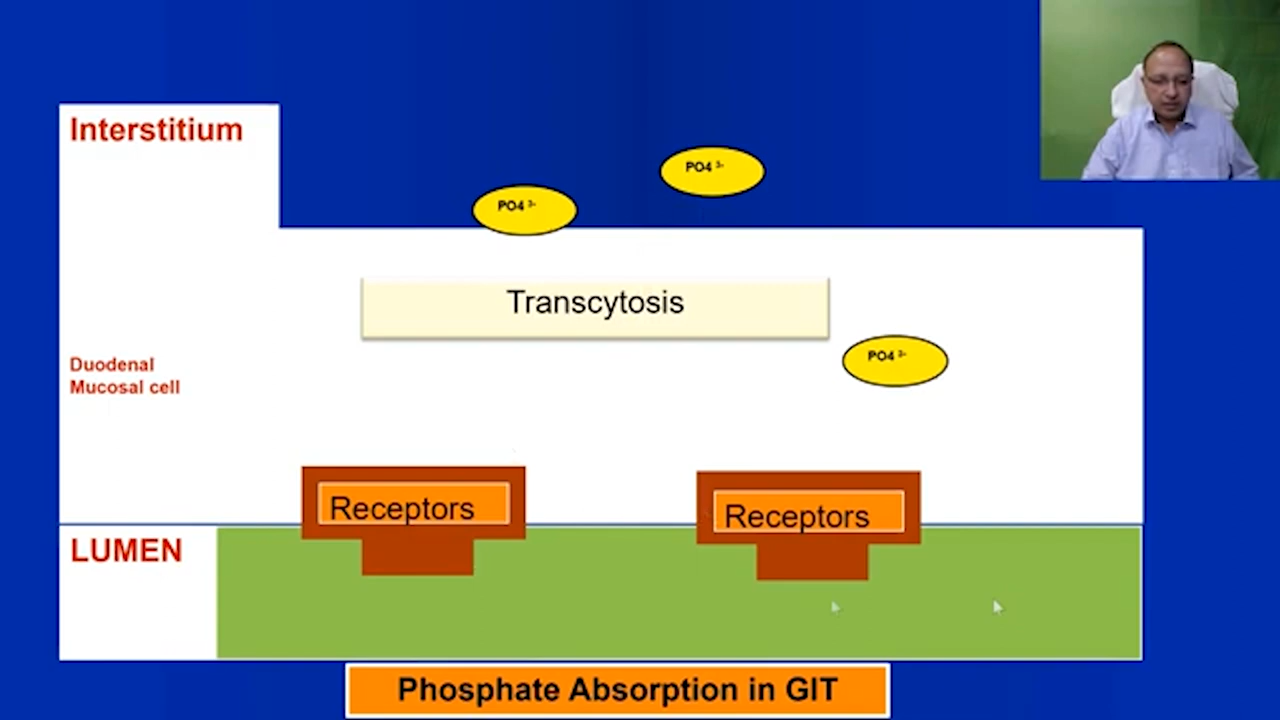 Interstitium
PO4 3-
PO4 3-
Transcytosis
PO4 3-
Duodenal
Mucosal cell
Receptors
Receptors
LUMEN
Phosphate Absorption in GIT